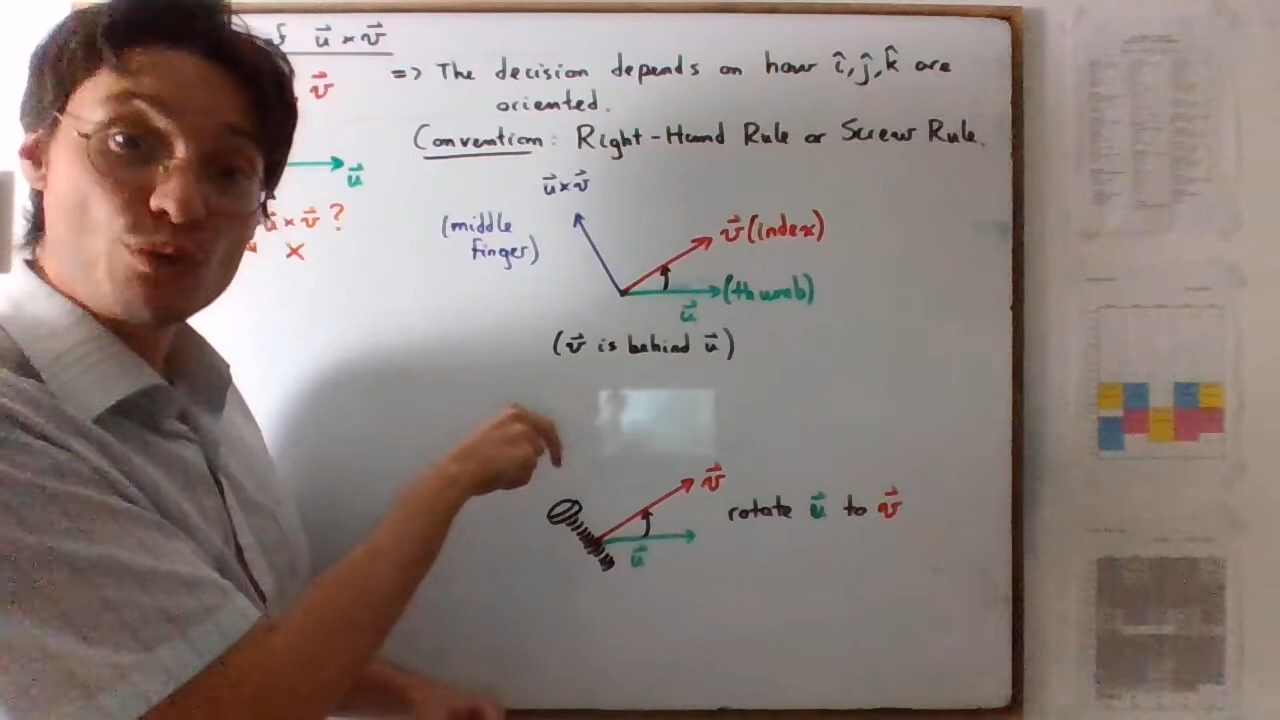 u⃗ × v⃗
v⃗
u⃗
u⃗ × v⃗ ?
x
=> The decision depends on how î, ĵ, k̂ are
oriented.
Convention: Right-Hand Rule or Screw Rule.
u⃗ × v⃗
(middle
finger)
v⃗ (index)
(thumb)
u⃗
(v⃗ is behind u⃗)
v⃗
rotate u⃗ to v⃗
u⃗